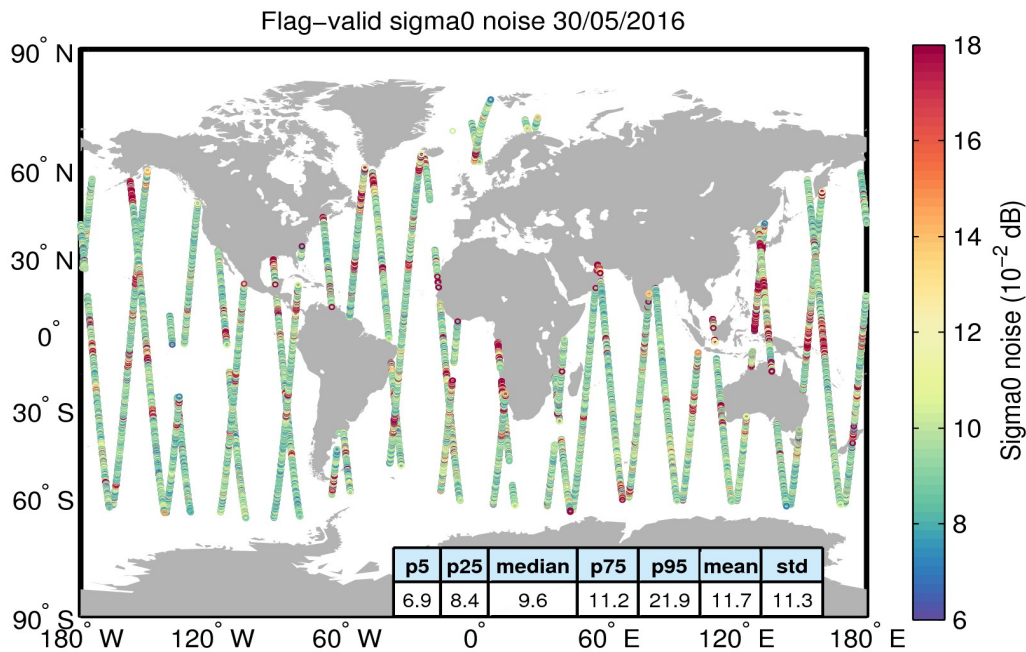 Flag−valid sigma0 noise 30/05/2016
90° N
60° N
30° N
0°
30° S
60° S
90° S
180° W 120° W 60° W 0° 60° E 120° E 180° E
p5 p25 median p75 p95 mean std
6.9 8.4 9.6 11.2 21.9 11.7 11.3
18
16
14
12
10
8
6
Sigma0 noise (10⁻² dB)